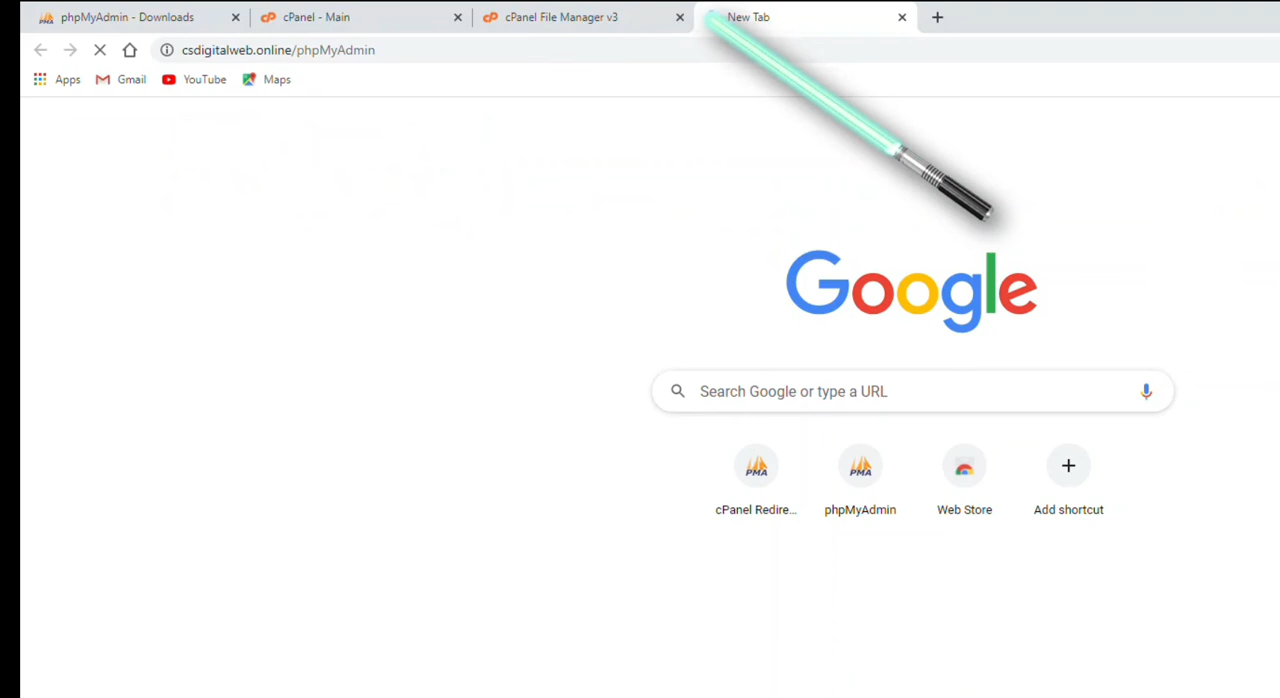 phpMyAdmin - Downloads
cPanel - Main
cPanel File Manager v3
New Tab
csdigitalweb.online/phpMyAdmin
Apps
Gmail
YouTube
Maps
Google
Search Google or type a URL
PMA
PMA
cPanel Redire...
phpMyAdmin
Web Store
Add shortcut